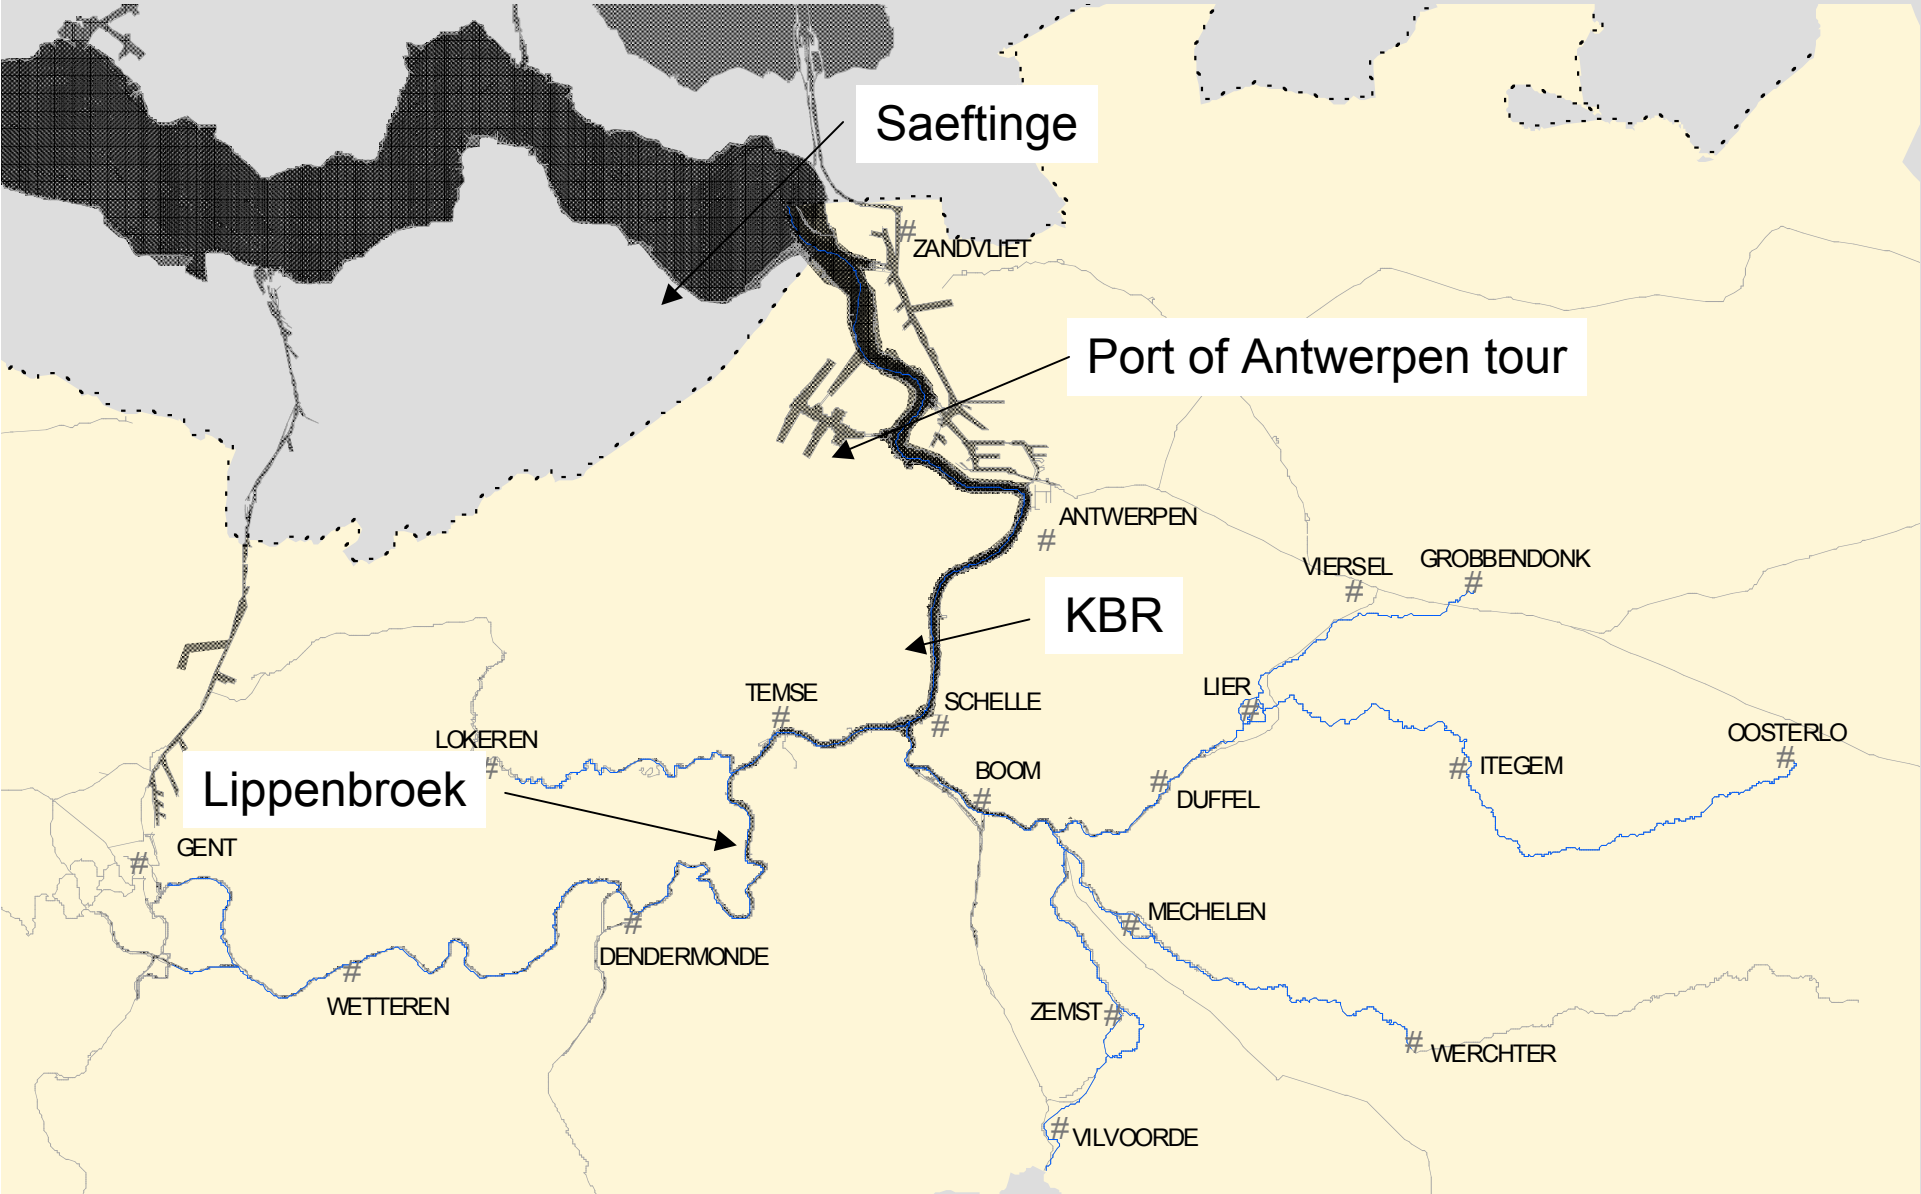 Saeftinge
ZANDVLIET
Port of Antwerpen tour
ANTWERPEN
VIERSEL
GROBBENDONK
KBR
TEMSE
SCHELLE
LIER
OOSTERLO
LOKEREN
BOOM
ITEGEM
Lippenbroek
DUFFEL
GENT
MECHELEN
DENDERMONDE
WETTEREN
ZEMST
WERCHTER
VILVOORDE